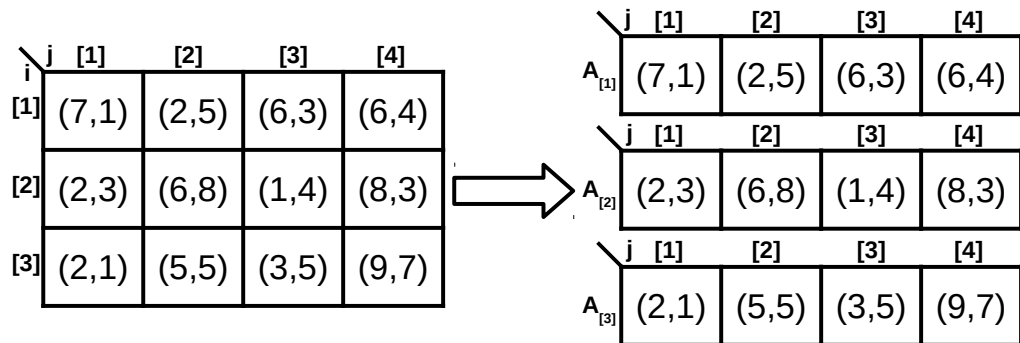 j [1] [2] [3] [4]
i
[1] (7,1) (2,5) (6,3) (6,4)
[2] (2,3) (6,8) (1,4) (8,3)
[3] (2,1) (5,5) (3,5) (9,7)
j [1] [2] [3] [4]
A[1] (7,1) (2,5) (6,3) (6,4)
j [1] [2] [3] [4]
A[2] (2,3) (6,8) (1,4) (8,3)
j [1] [2] [3] [4]
A[3] (2,1) (5,5) (3,5) (9,7)